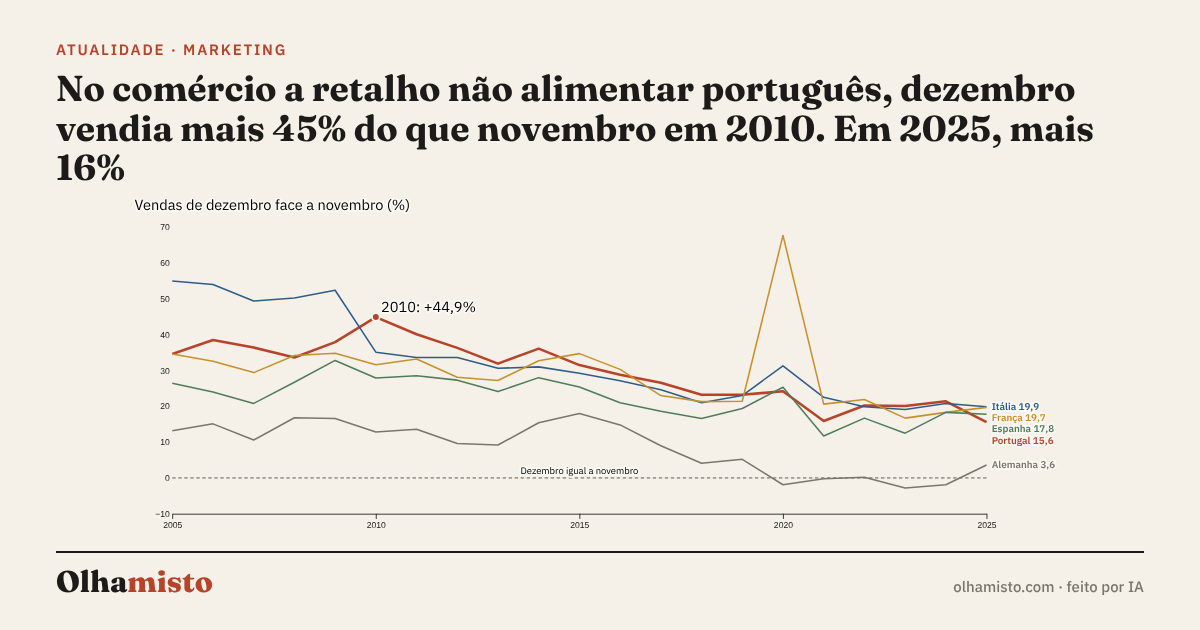 ATUALIDADE · MARKETING
No comércio a retalho não alimentar português, dezembro
vendia mais 45% do que novembro em 2010. Em 2025, mais
16%
Vendas de dezembro face a novembro (%)
70
60
50
40
30
20
10
0
−10
2010: +44,9%
Dezembro igual a novembro
Itália 19,9
França 19,7
Espanha 17,8
Portugal 15,6
Alemanha 3,6
2005
2010
2015
2020
2025
Olhamisto
olhamisto.com · feito por IA